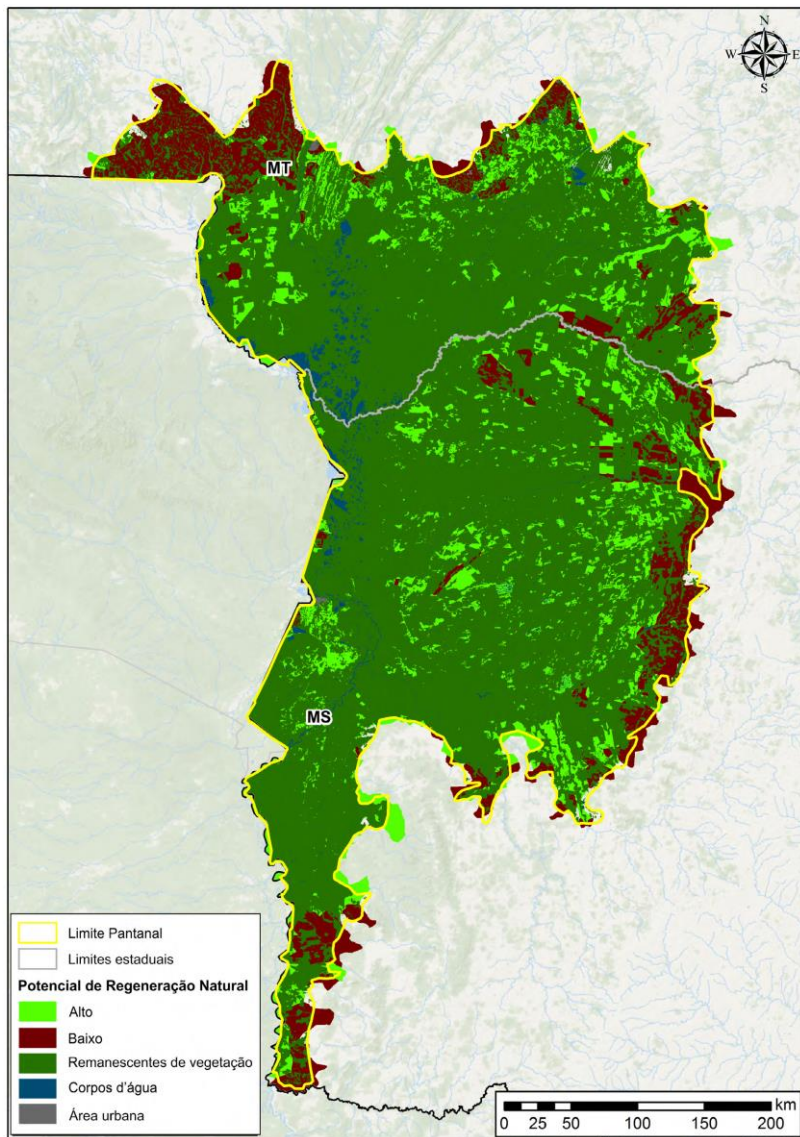 N
W E
S
MT
MS
Limite Pantanal
Limites estaduais
Potencial de Regeneração Natural
Alto
Baixo
Remanescentes de vegetação
Corpos d'água
Área urbana
km
0 25 50 100 150 200